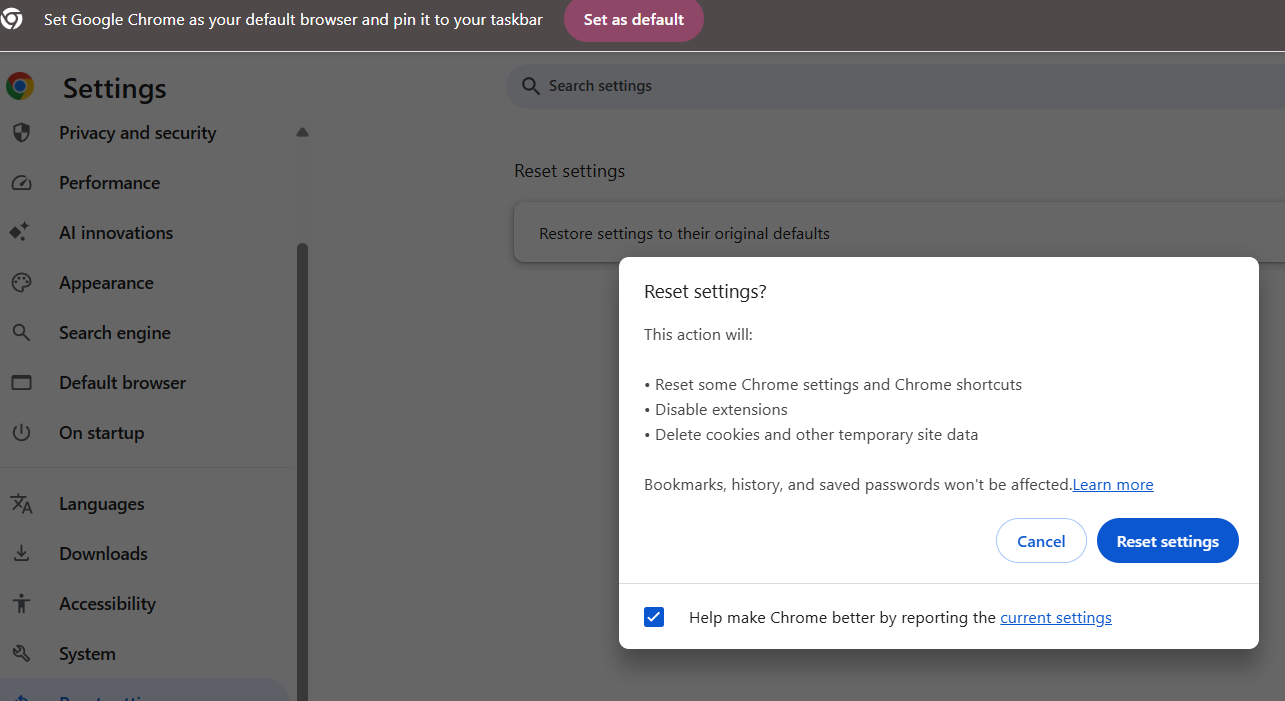 Set Google Chrome as your default browser and pin it to your taskbar
Set as default
Settings
Search settings
Privacy and security
Performance
AI innovations
Appearance
Search engine
Default browser
On startup
Languages
Downloads
Accessibility
System
Reset settings
Restore settings to their original defaults
Reset settings?
This action will:
• Reset some Chrome settings and Chrome shortcuts
• Disable extensions
• Delete cookies and other temporary site data
Bookmarks, history, and saved passwords won't be affected.Learn more
Cancel
Reset settings
Help make Chrome better by reporting the current settings